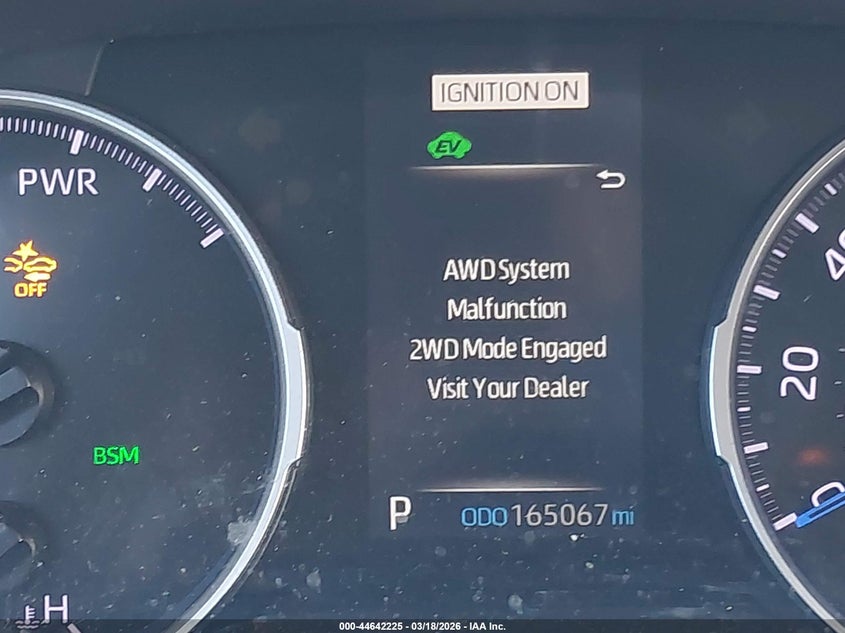 IGNITION ON
EV
PWR
OFF
AWD System
Malfunction
2WD Mode Engaged
Visit Your Dealer
20
BSM
0
P ODO 165067 mi
H
000-44642225 - 03/18/2026 - IAA Inc.